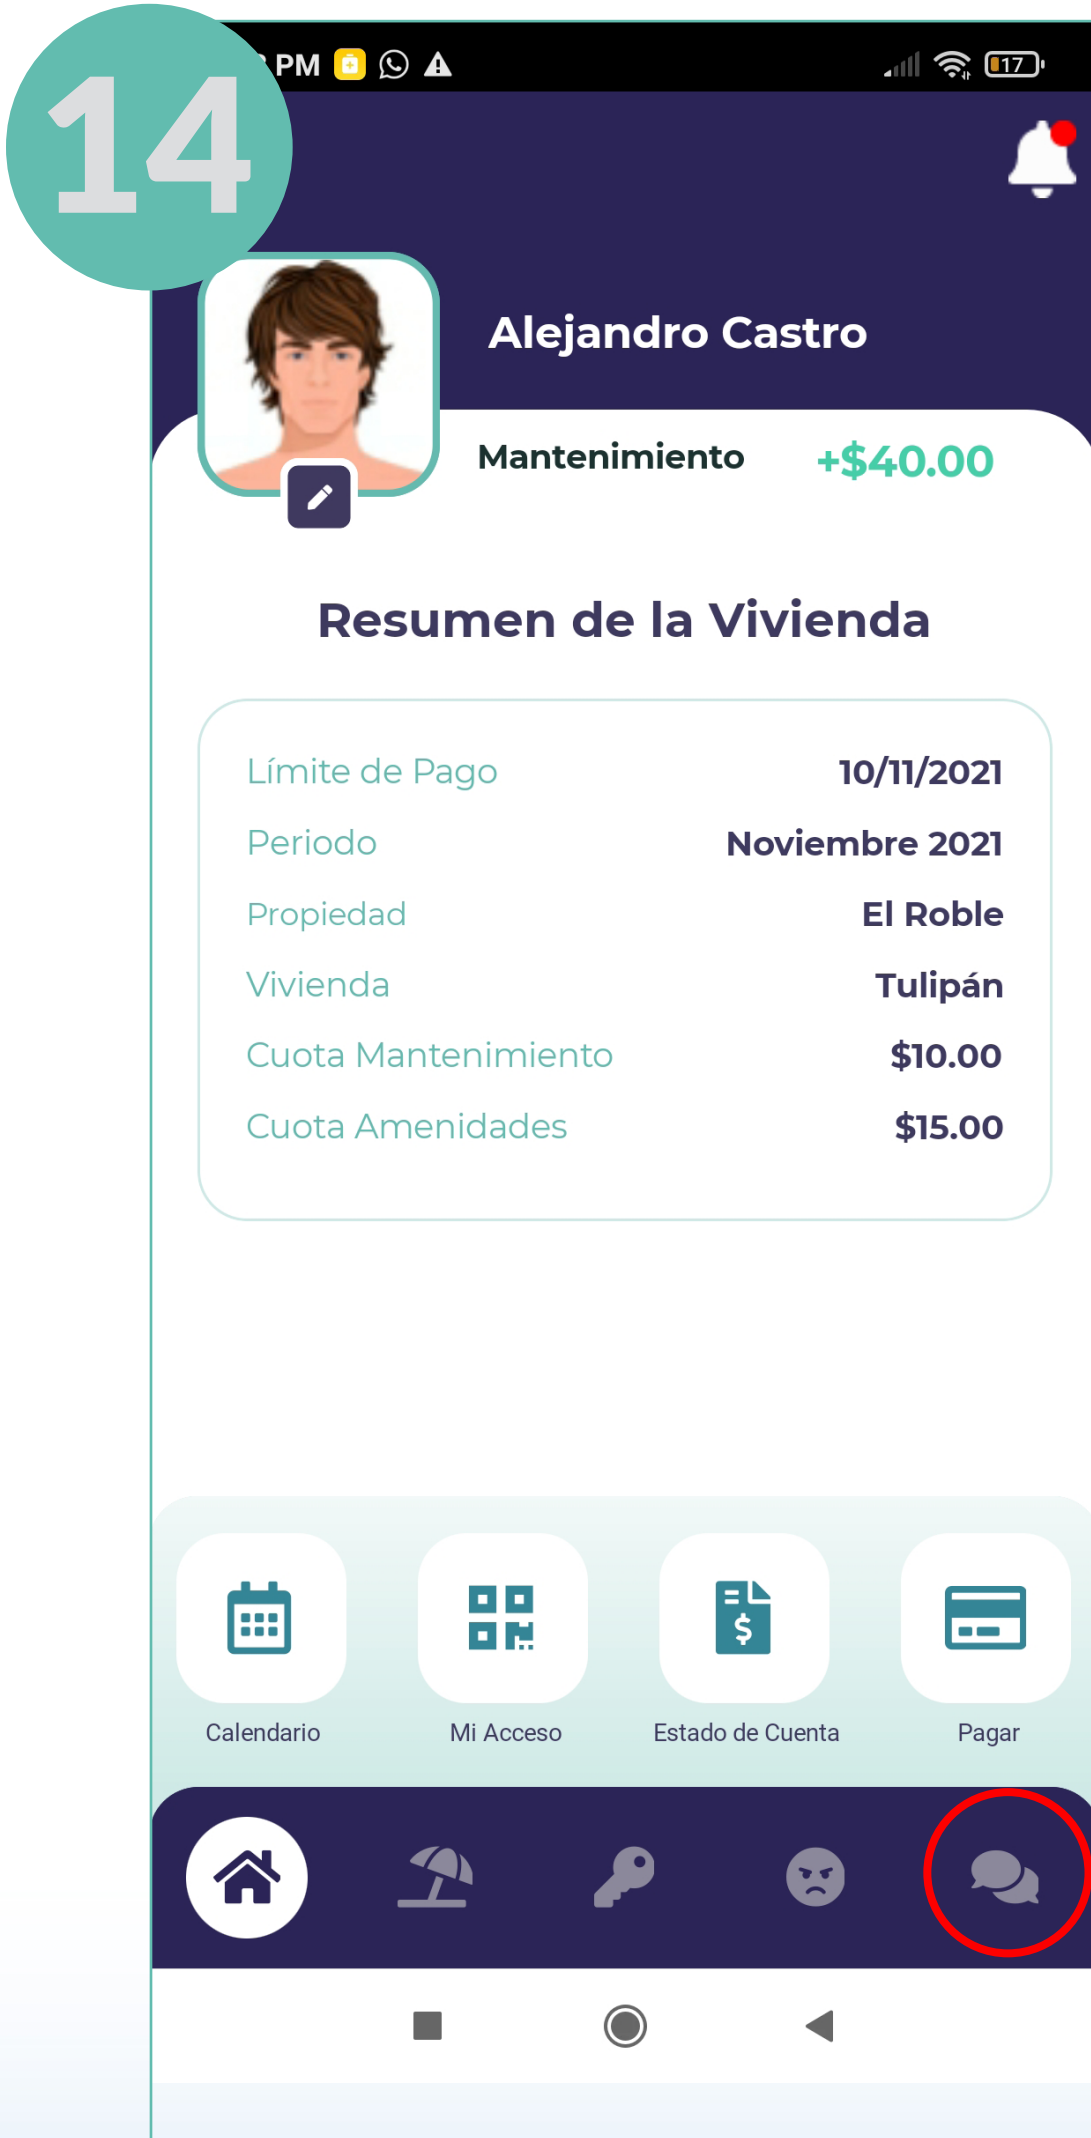 14
PM
17
Alejandro Castro
Mantenimiento +$40.00
Resumen de la Vivienda
Límite de Pago 10/11/2021
Periodo Noviembre 2021
Propiedad El Roble
Vivienda Tulipán
Cuota Mantenimiento $10.00
Cuota Amenidades $15.00
Calendario Mi Acceso Estado de Cuenta Pagar